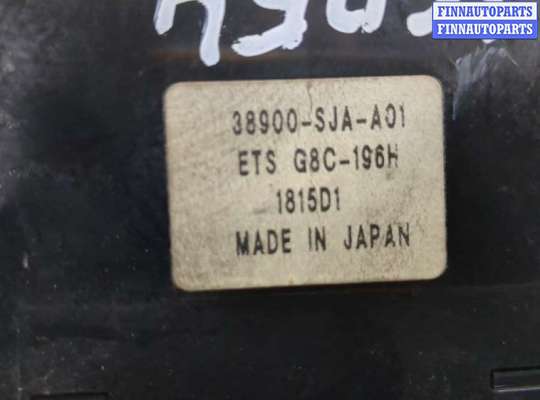 FINNAUTOPARTS
FINNAUTOPARTS
38900-SJA-A01
ETS G8C-196H
1815D1
MADE IN JAPAN